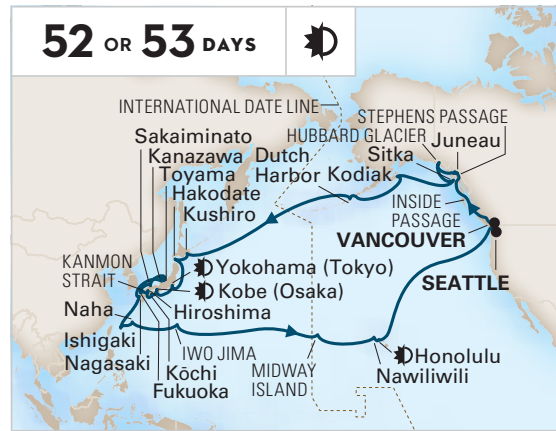 52 OR 53 DAYS
INTERNATIONAL DATE LINE
STEPHENS PASSAGE
HUBBARD GLACIER
Juneau
Sitka
Sakaiminato
Kanazawa
Toyama
Hakodate
Kushiro
Dutch
Harbor
Kodiak
INSIDE
PASSAGE
VANCOUVER
SEATTLE
KANMON
STRAIT
Yokohama (Tokyo)
Kobe (Osaka)
Hiroshima
Naha
Ishigaki
Nagasaki
IWO JIMA
Kōchi
Fukuoka
MIDWAY
ISLAND
Honolulu
Nawiliwili